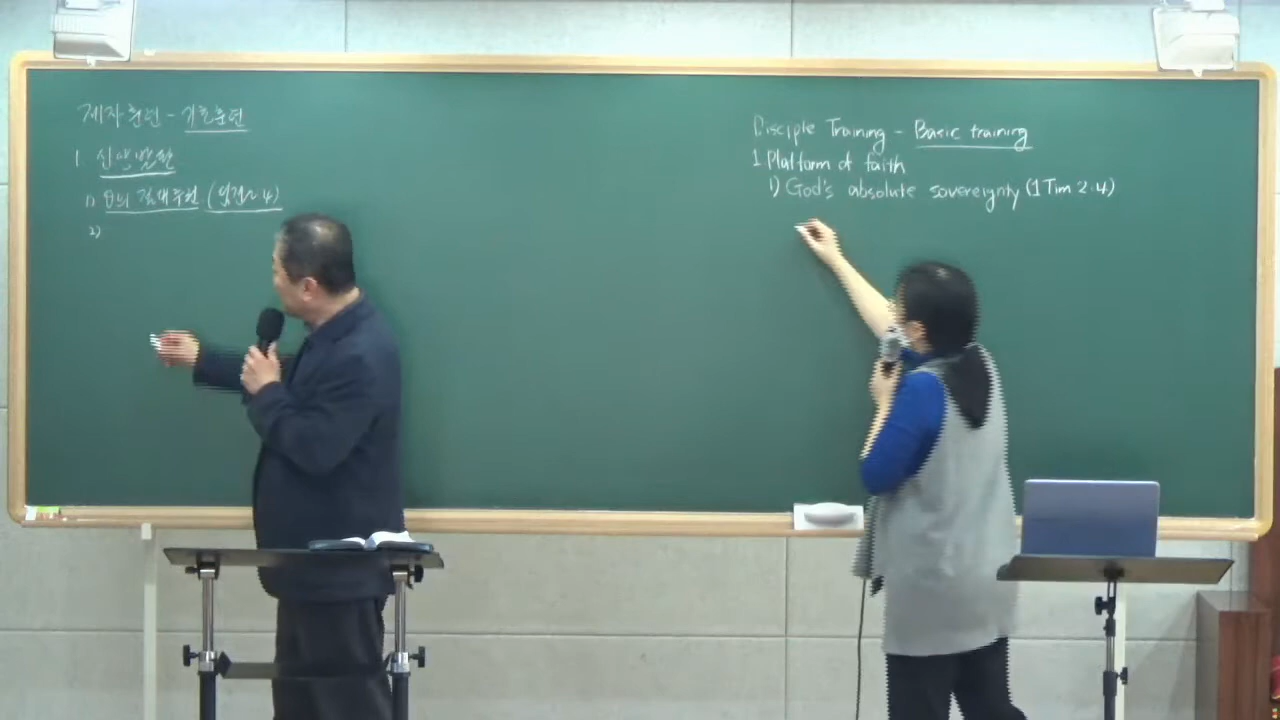 제자훈련 - 기초훈련
1. 신앙발판
1) θ의 절대주권 (딤전2:4)
2)
Disciple Training - Basic training
1 Platform of faith
1) God's absolute sovereignty (1 Tim 2:4)